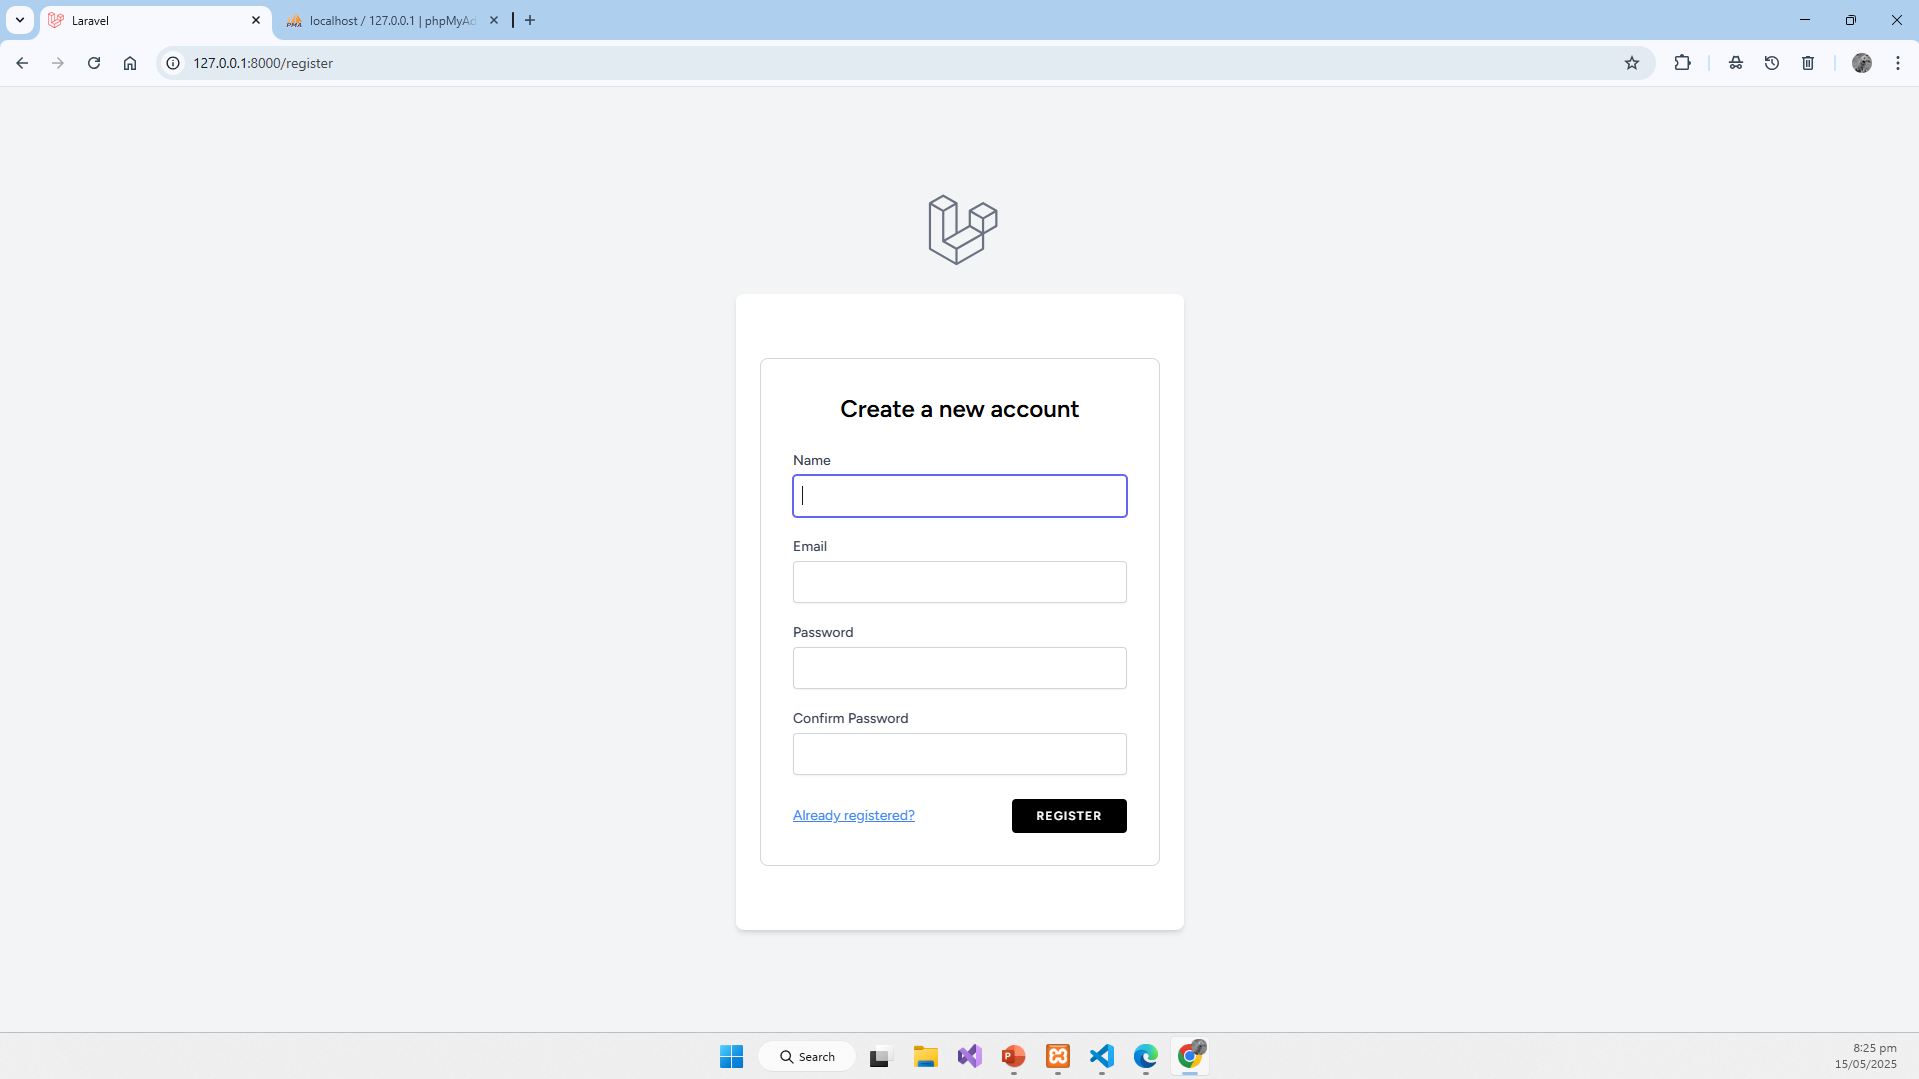 Laravel
localhost / 127.0.0.1 | phpMyAd
127.0.0.1:8000/register
Create a new account
Name
Email
Password
Confirm Password
Already registered?
REGISTER
Search
8:25 pm
15/05/2025